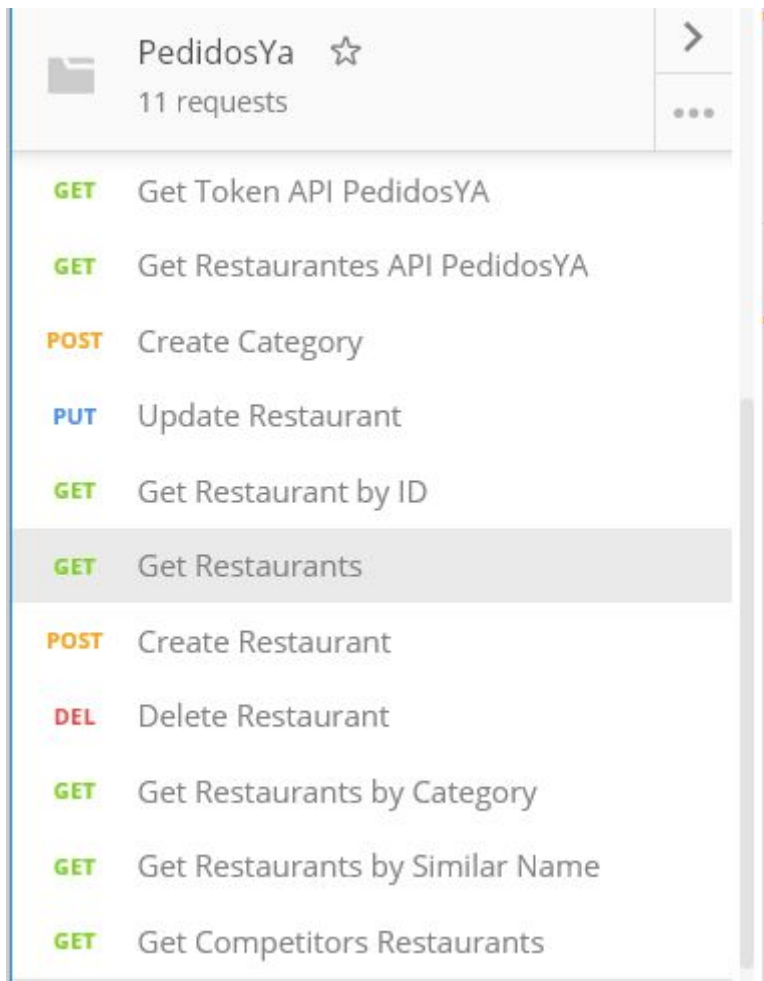 PedidosYa
11 requests
GET Get Token API PedidosYA
GET Get Restaurantes API PedidosYA
POST Create Category
PUT Update Restaurant
GET Get Restaurant by ID
GET Get Restaurants
POST Create Restaurant
DEL Delete Restaurant
GET Get Restaurants by Category
GET Get Restaurants by Similar Name
GET Get Competitors Restaurants